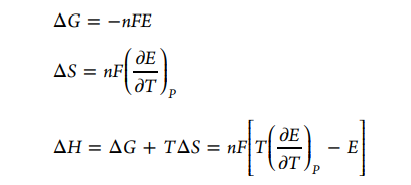 ΔG = −nFE
ΔS = nF(∂E/∂T)_P
ΔH = ΔG + TΔS = nF[T(∂E/∂T)_P − E]